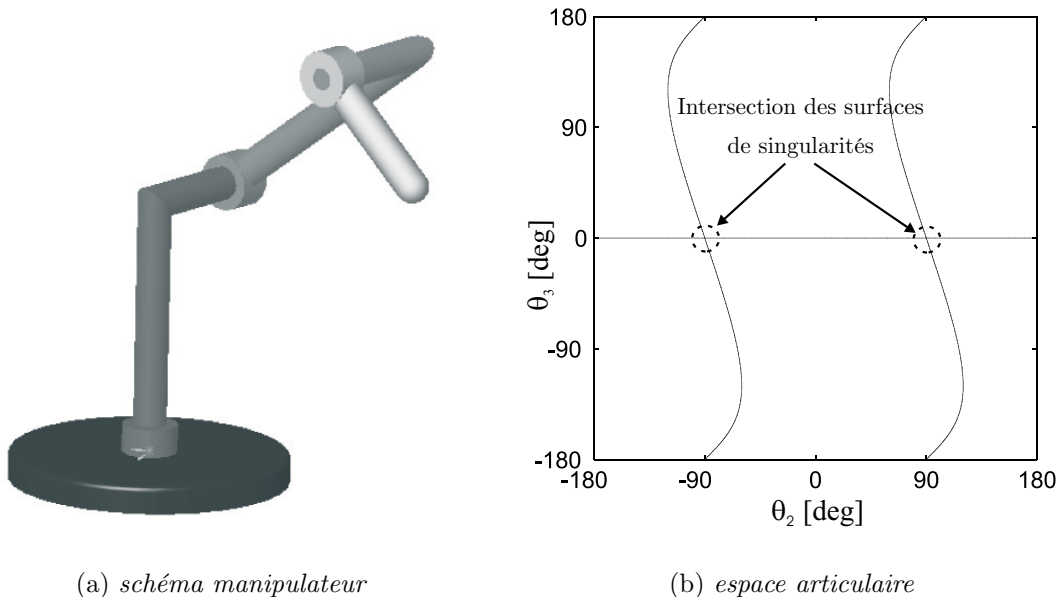 180
Intersection des surfaces
90
de singularités
0
θ₃ [deg]
-90
-180
-180 -90 0 90 180
θ₂ [deg]
(a) schéma manipulateur
(b) espace articulaire